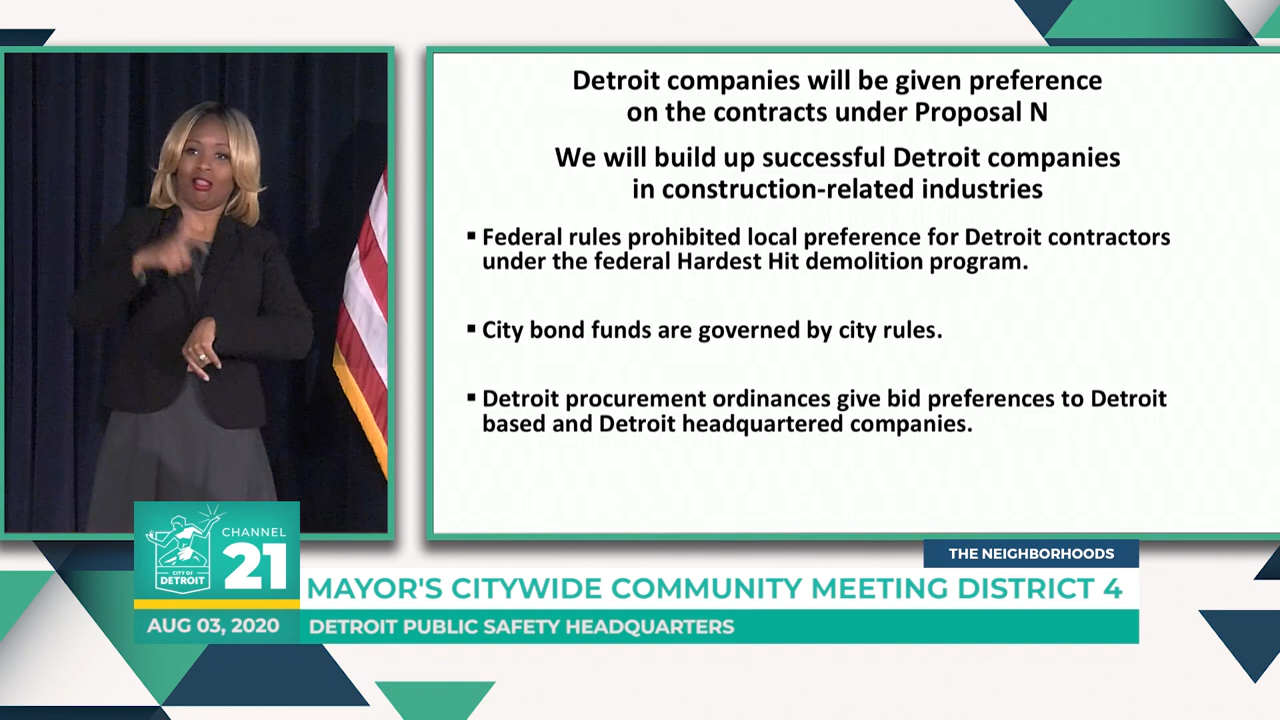 Detroit companies will be given preference
on the contracts under Proposal N
We will build up successful Detroit companies
in construction-related industries
▪ Federal rules prohibited local preference for Detroit contractors
under the federal Hardest Hit demolition program.
▪ City bond funds are governed by city rules.
▪ Detroit procurement ordinances give bid preferences to Detroit
based and Detroit headquartered companies.
CHANNEL
21
CITY OF
DETROIT
THE NEIGHBORHOODS
MAYOR'S CITYWIDE COMMUNITY MEETING DISTRICT 4
AUG 03, 2020
DETROIT PUBLIC SAFETY HEADQUARTERS